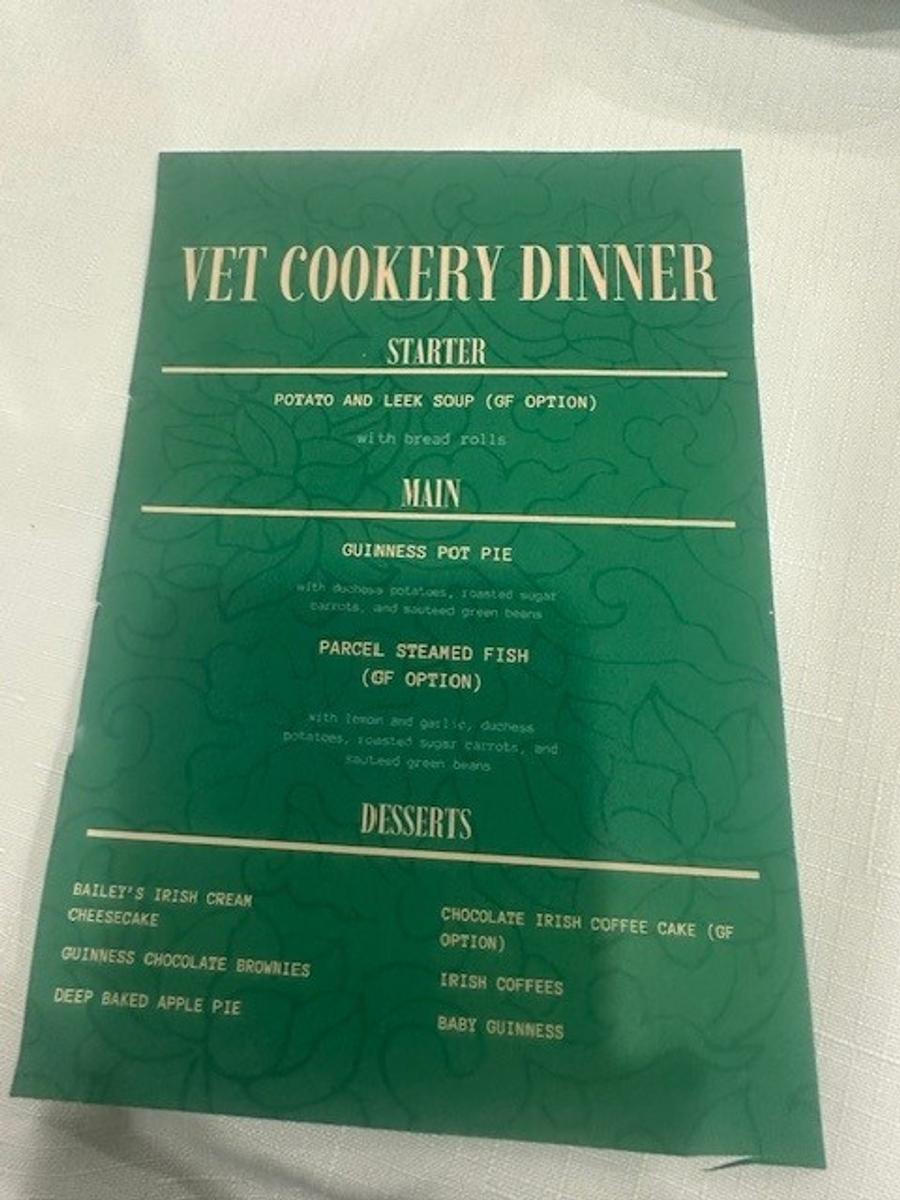 VET COOKERY DINNER
STARTER
POTATO AND LEEK SOUP (GF OPTION)
with bread rolls
MAIN
GUINNESS POT PIE
with duchess potatoes, roasted sugar
carrots, and sauteed green beans
PARCEL STEAMED FISH
(GF OPTION)
with lemon and garlic, duchess
potatoes, roasted sugar carrots, and
sauteed green beans
DESSERTS
BAILEY'S IRISH CREAM
CHEESECAKE
GUINNESS CHOCOLATE BROWNIES
DEEP BAKED APPLE PIE
CHOCOLATE IRISH COFFEE CAKE (GF
OPTION)
IRISH COFFEES
BABY GUINNESS